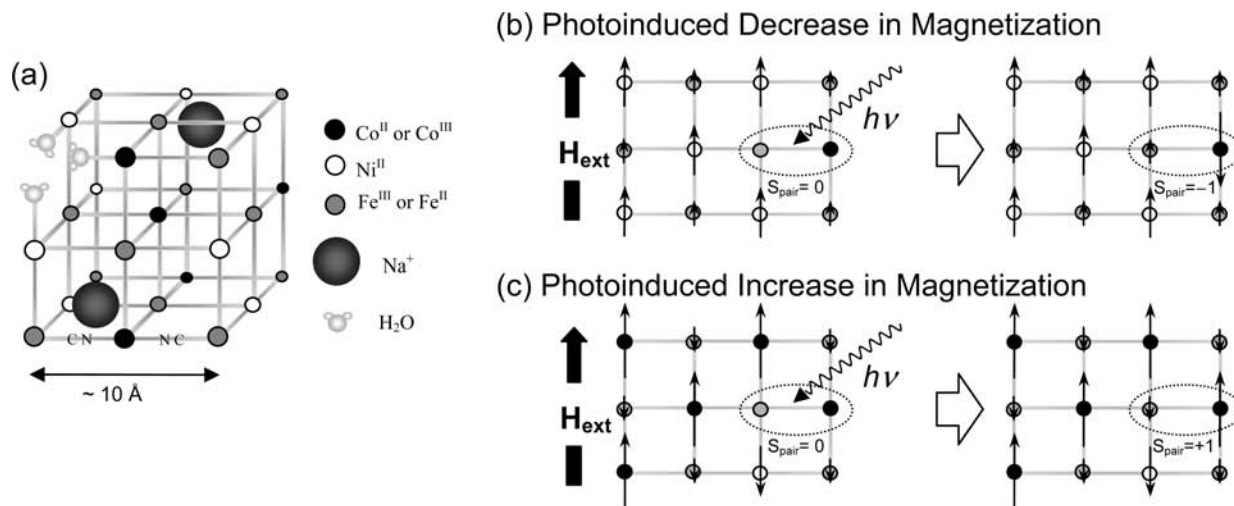 (a)
Co^II or Co^III
Ni^II
Fe^III or Fe^II
Na^+
H₂O
C N
N C
~ 10 Å
(b) Photoinduced Decrease in Magnetization
H_ext
hν
S_pair= 0
S_pair=−1
(c) Photoinduced Increase in Magnetization
H_ext
hν
S_pair= 0
S_pair=+1